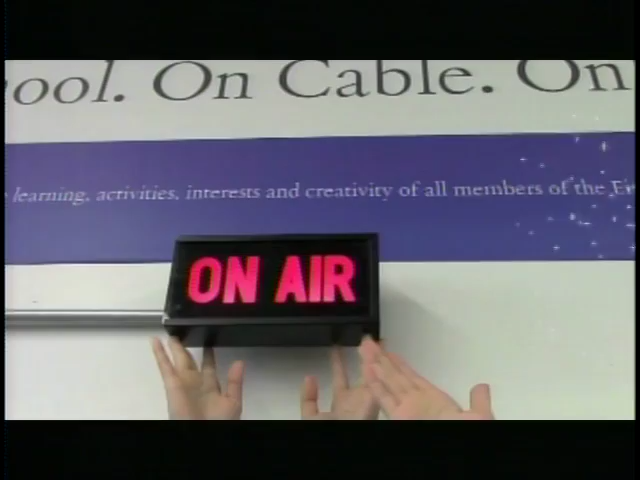 ool. On Cable. On
learning, activities, interests and creativity of all members of the
ON AIR